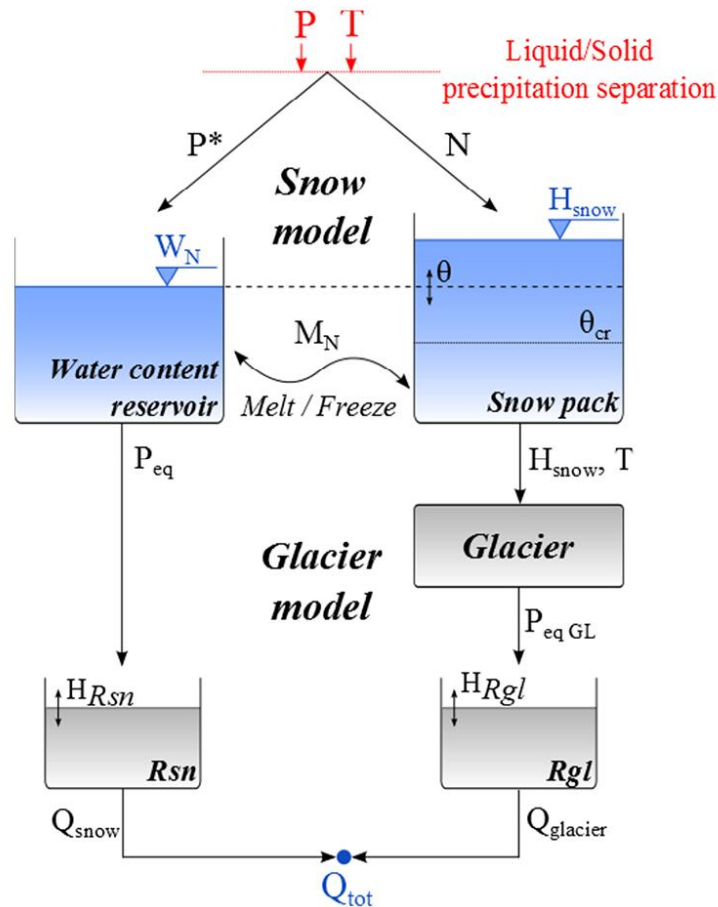 P T
Liquid/Solid
precipitation separation
P*
N
Snow
model
H_snow
W_N
θ
θ_cr
M_N
Water content
reservoir
Melt / Freeze
Snow pack
P_eq
H_snow, T
Glacier
Glacier
model
P_eq GL
H_Rsn
H_Rgl
Rsn
Rgl
Q_snow
Q_glacier
Q_tot